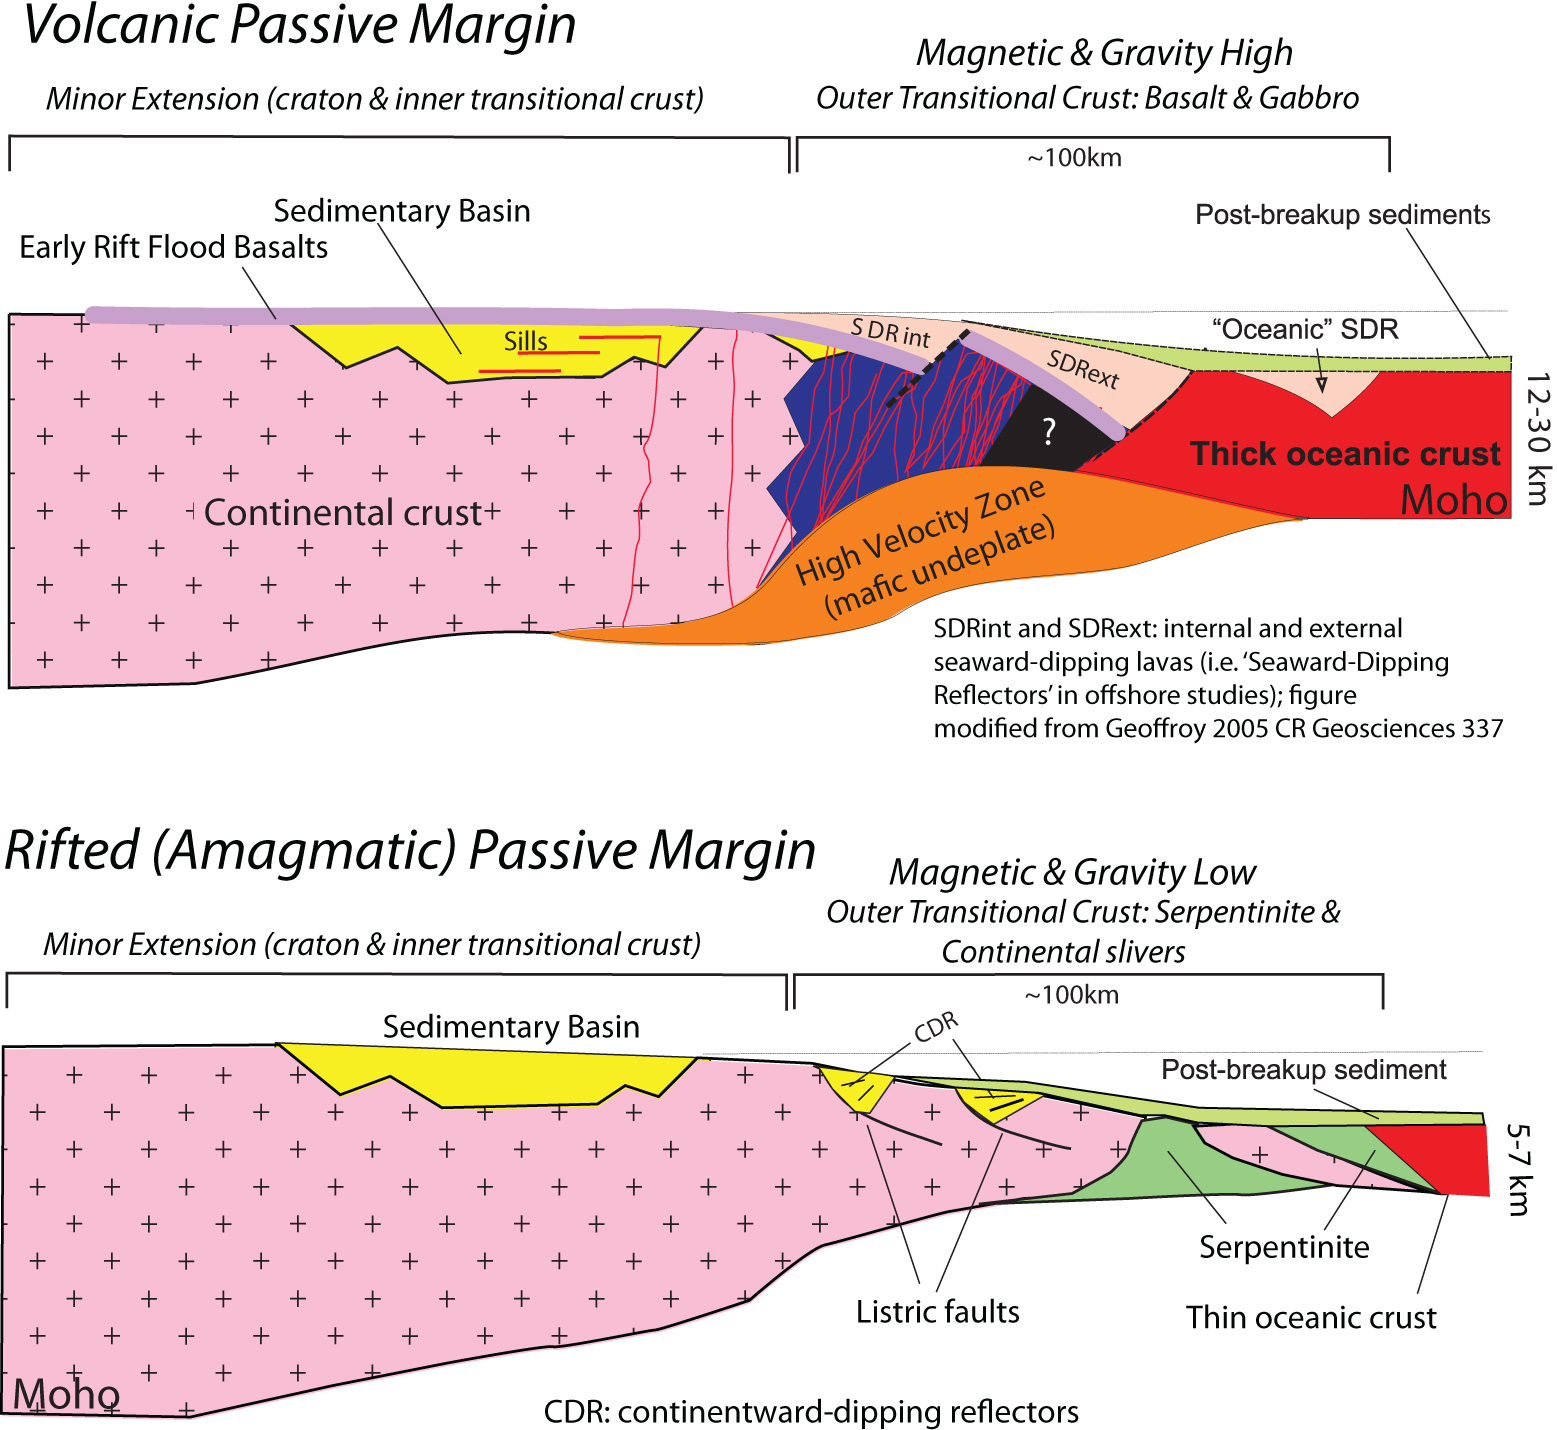 Volcanic Passive Margin
Magnetic & Gravity High
Minor Extension (craton & inner transitional crust)
Outer Transitional Crust: Basalt & Gabbro
~100km
Sedimentary Basin
Post-breakup sediments
Early Rift Flood Basalts
Sills
SDR int
"Oceanic" SDR
SDRext
12-30 km
?
Thick oceanic crust
Moho
Continental crust
High Velocity Zone
(mafic undeplate)
SDRint and SDRext: internal and external
seaward-dipping lavas (i.e. 'Seaward-Dipping
Reflectors' in offshore studies); figure
modified from Geoffroy 2005 CR Geosciences 337
Rifted (Amagmatic) Passive Margin
Magnetic & Gravity Low
Outer Transitional Crust: Serpentinite &
Continental slivers
Minor Extension (craton & inner transitional crust)
~100km
Sedimentary Basin
CDR
Post-breakup sediment
5-7 km
Serpentinite
Listric faults
Thin oceanic crust
Moho
CDR: continentward-dipping reflectors